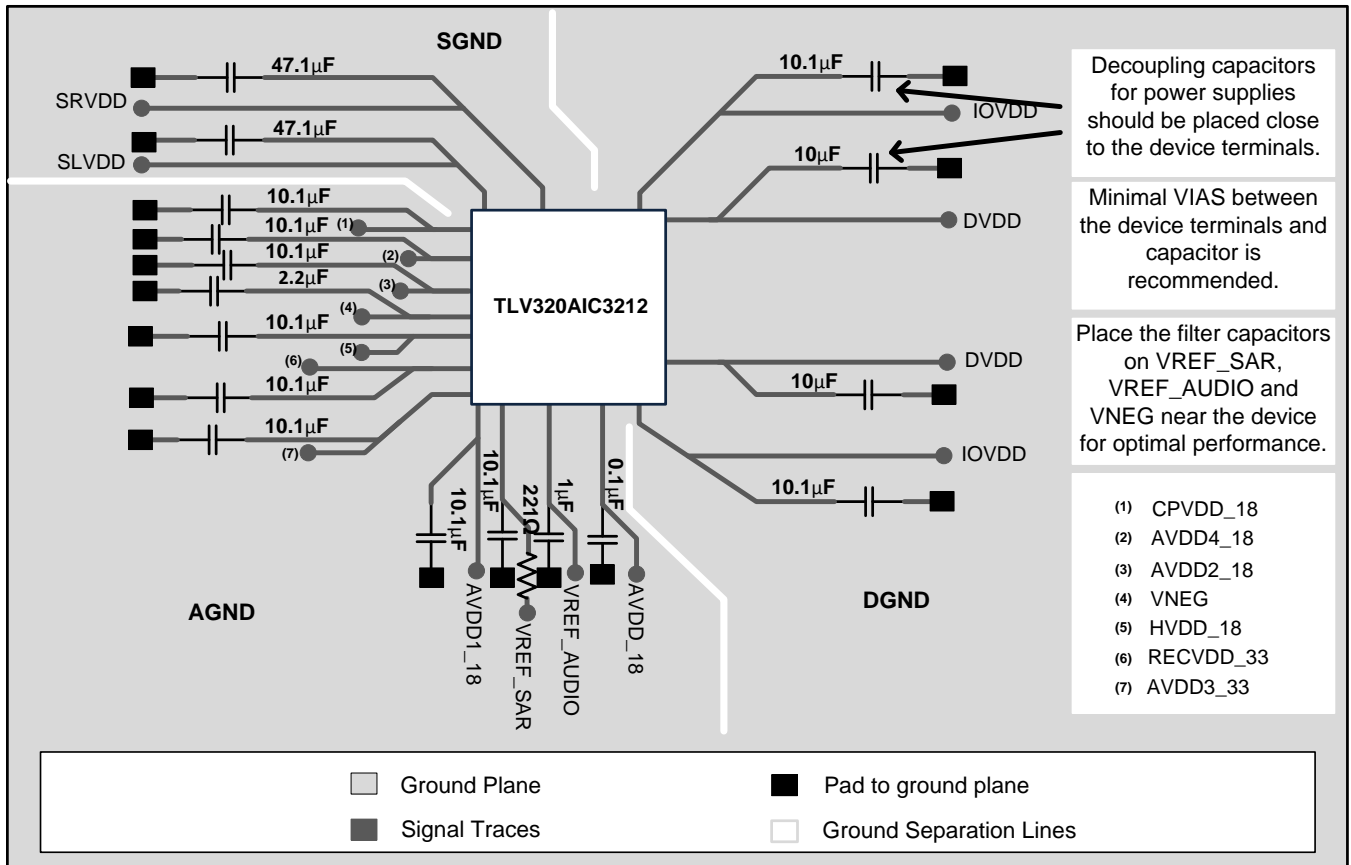 SGND
47.1µF
SRVDD
47.1µF
SLVDD
10.1µF
(1)
10.1µF
(2)
10.1µF
(3)
2.2µF
(4)
10.1µF
(5)
(6)
10.1µF
10.1µF
(7)
TLV320AIC3212
10.1µF
IOVDD
10µF
DVDD
DVDD
10µF
IOVDD
10.1µF
10.1µF
10.1µF
221Ω
1µF
0.1µF
AVDD1_18
VREF_SAR
VREF_AUDIO
AVDD_18
AGND
DGND
Decoupling capacitors
for power supplies
should be placed close
to the device terminals.
Minimal VIAS between
the device terminals and
capacitor is
recommended.
Place the filter capacitors
on VREF_SAR,
VREF_AUDIO and
VNEG near the device
for optimal performance.
(1) CPVDD_18
(2) AVDD4_18
(3) AVDD2_18
(4) VNEG
(5) HVDD_18
(6) RECVDD_33
(7) AVDD3_33
Ground Plane
Pad to ground plane
Signal Traces
Ground Separation Lines